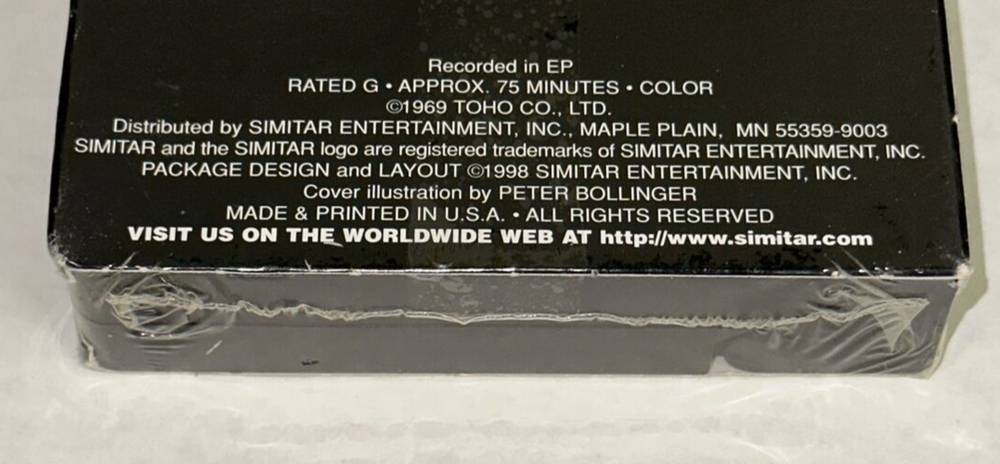 Recorded in EP
RATED G • APPROX. 75 MINUTES • COLOR
©1969 TOHO CO., LTD.
Distributed by SIMITAR ENTERTAINMENT, INC., MAPLE PLAIN, MN 55359-9003
SIMITAR and the SIMITAR logo are registered trademarks of SIMITAR ENTERTAINMENT, INC.
PACKAGE DESIGN and LAYOUT ©1998 SIMITAR ENTERTAINMENT, INC.
Cover illustration by PETER BOLLINGER
MADE & PRINTED IN U.S.A. • ALL RIGHTS RESERVED
VISIT US ON THE WORLDWIDE WEB AT http://www.simitar.com